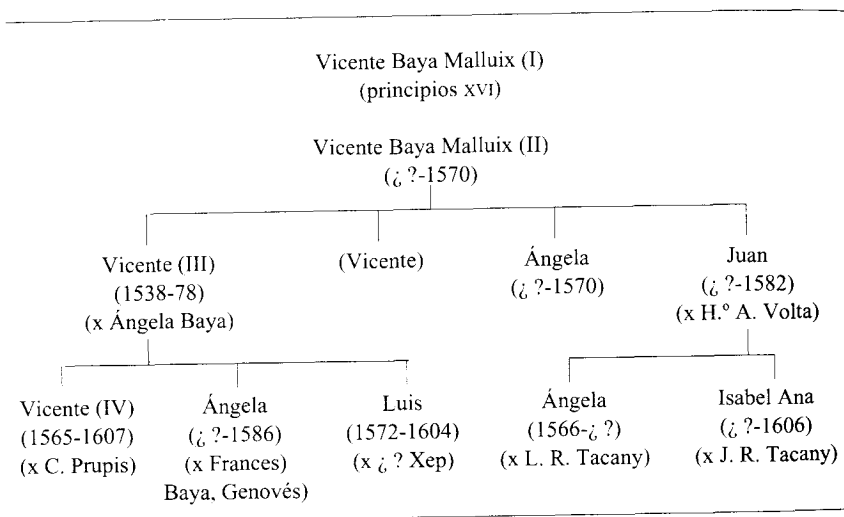 Vicente Baya Malluix (I)
(principios XVI)
Vicente Baya Malluix (II)
(¿ ?-1570)
Vicente (III)
(1538-78)
(x Ángela Baya)
(Vicente)
Ángela
(¿ ?-1570)
Juan
(¿ ?-1582)
(x H.º A. Volta)
Vicente (IV)
(1565-1607)
(x C. Prupis)
Ángela
(¿ ?-1586)
(x Frances)
Baya, Genovés)
Luis
(1572-1604)
(x ¿ ? Xep)
Ángela
(1566-¿ ?)
(x L. R. Tacany)
Isabel Ana
(¿ ?-1606)
(x J. R. Tacany)